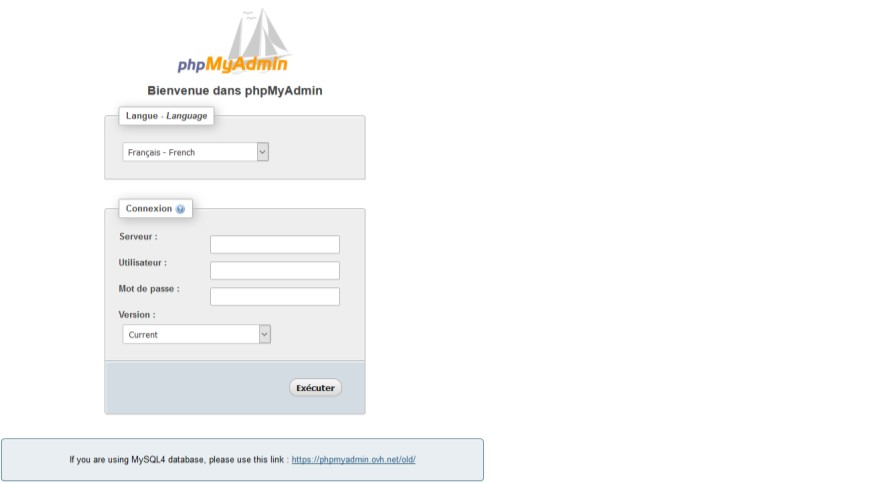 phpMyAdmin
Bienvenue dans phpMyAdmin
Langue - Language
Français - French
Connexion
Serveur :
Utilisateur :
Mot de passe :
Version :
Current
Exécuter
If you are using MySQL4 database, please use this link : https://phpmyadmin.ovh.net/old/